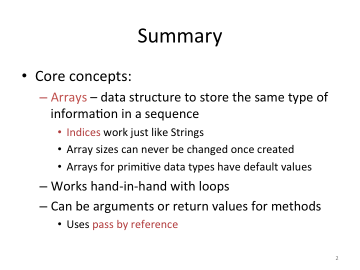 Summary
• Core concepts:
– Arrays – data structure to store the same type of
information in a sequence
• Indices work just like Strings
• Array sizes can never be changed once created
• Arrays for primitive data types have default values
– Works hand-in-hand with loops
– Can be arguments or return values for methods
• Uses pass by reference
2